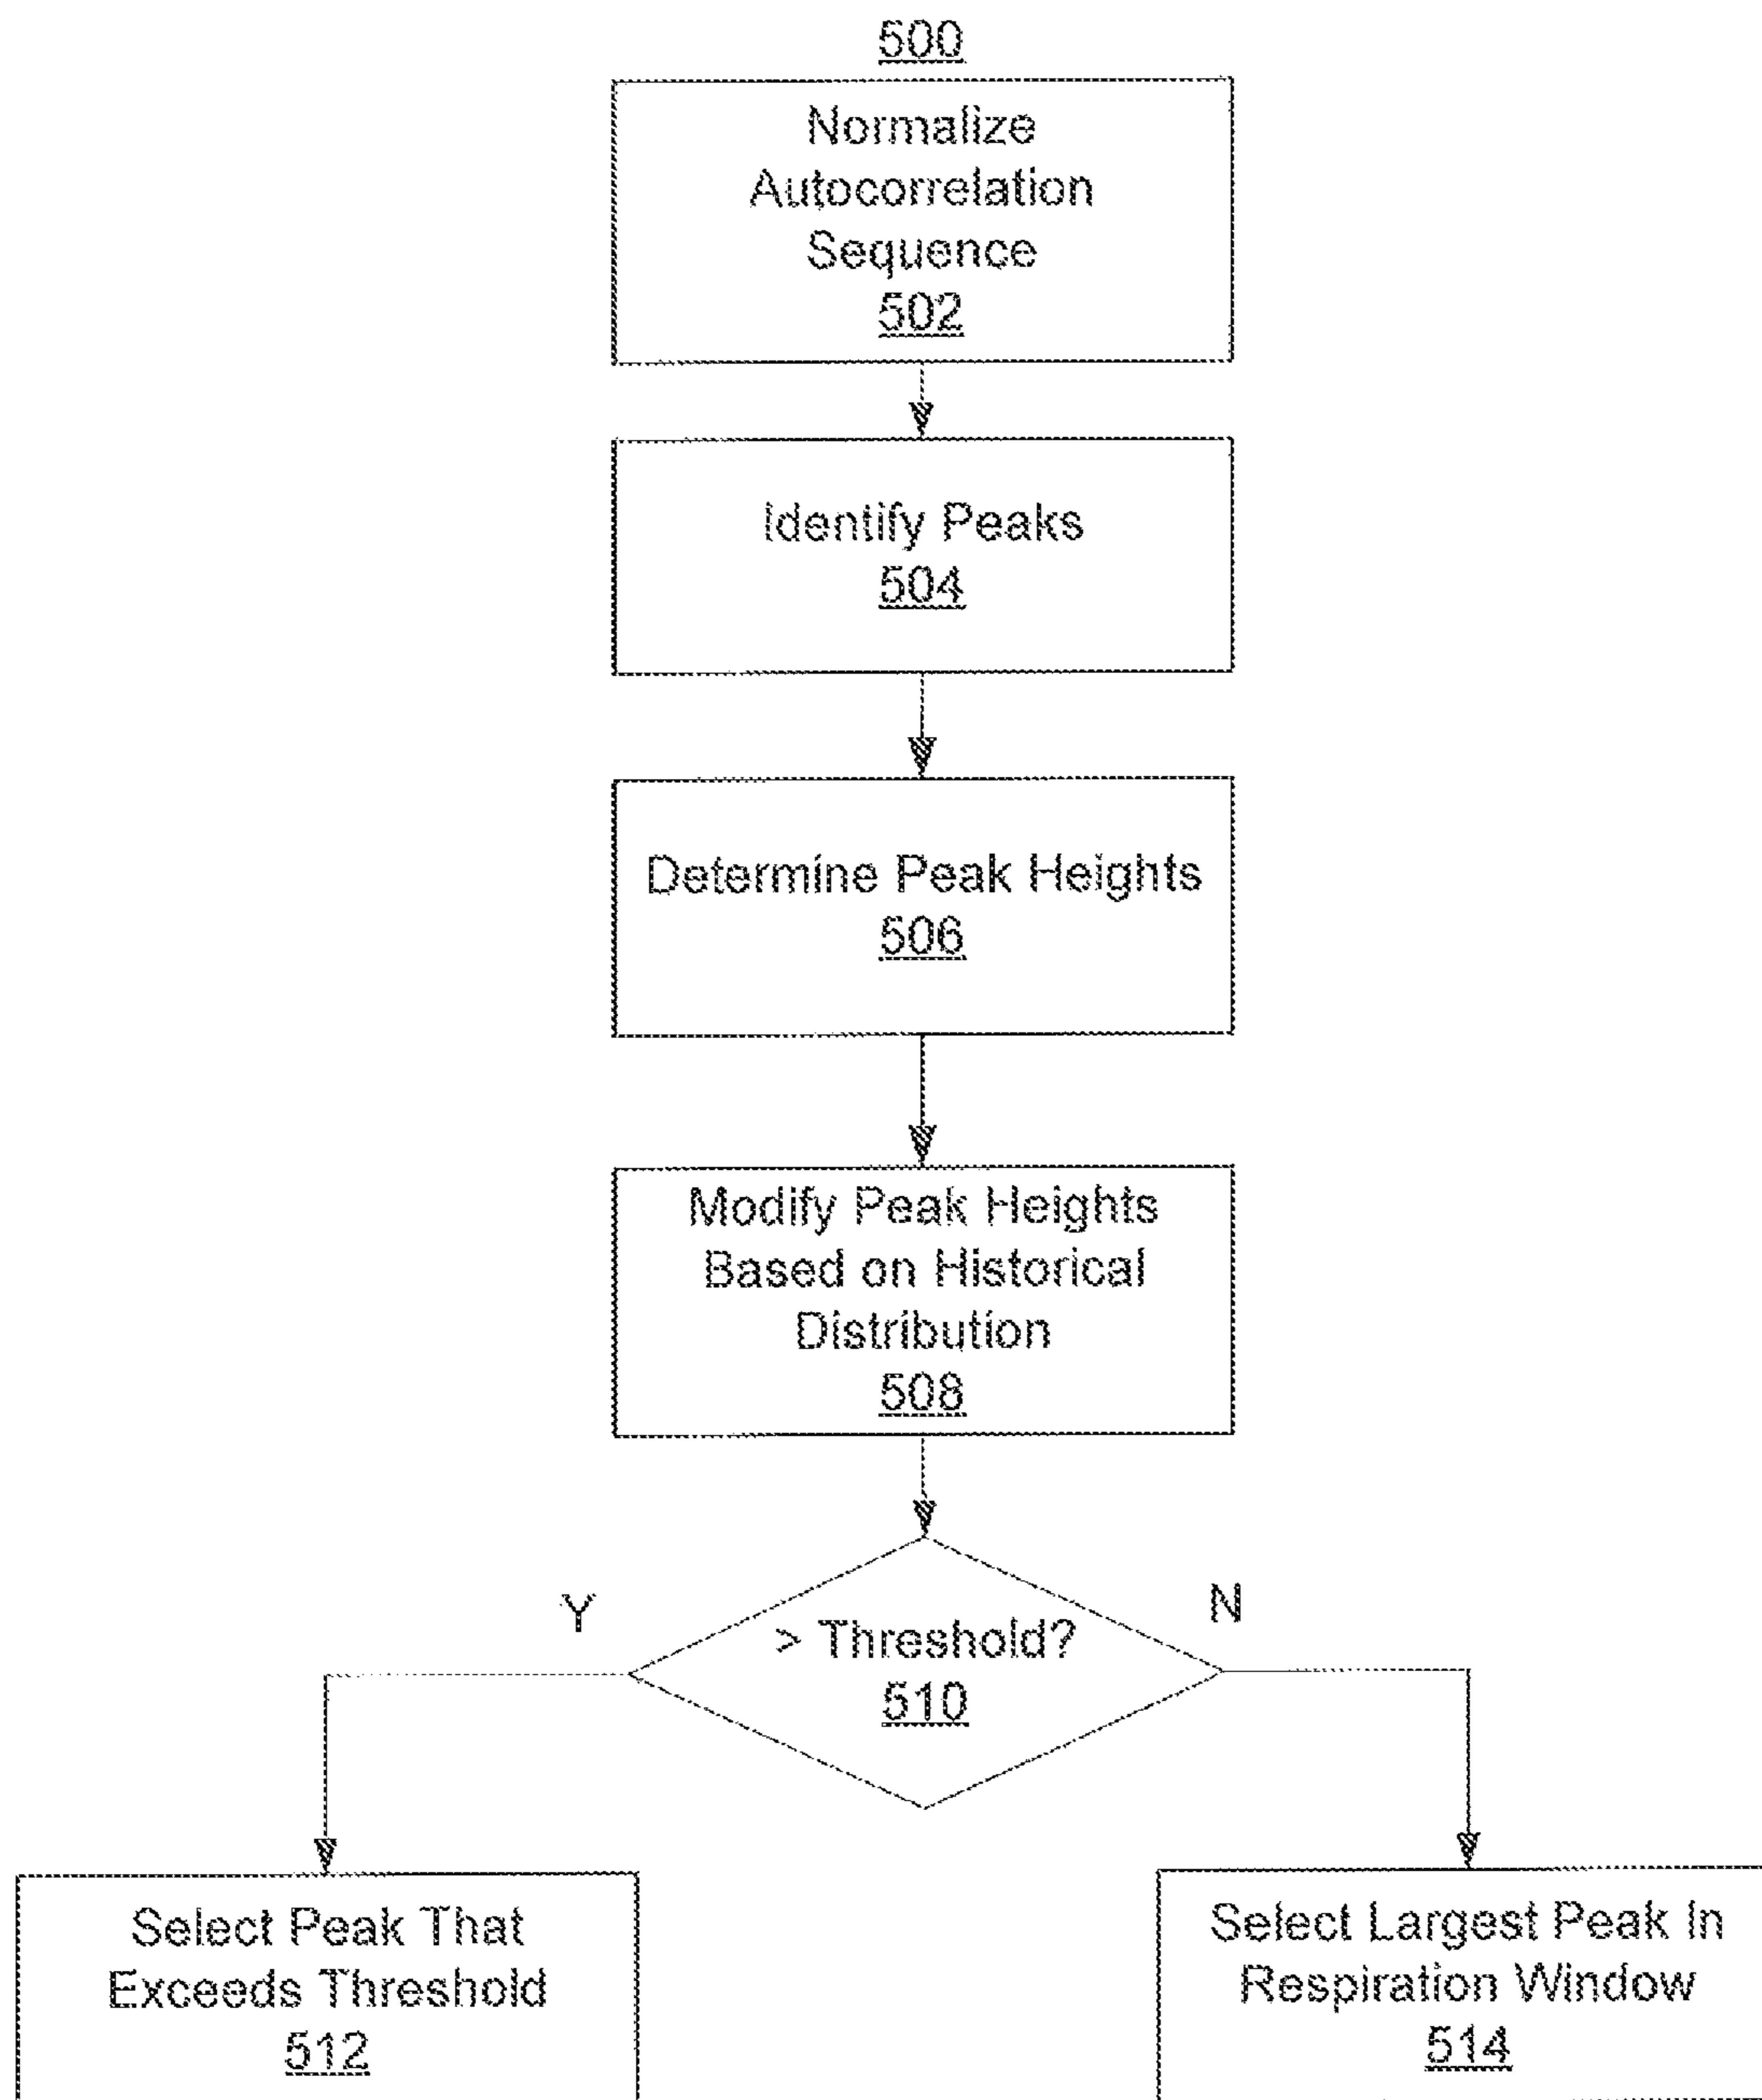 500
Normalize
Autocorrelation
Sequence
502
Identify Peaks
504
Determine Peak Heights
506
Modify Peak Heights
Based on Historical
Distribution
508
> Threshold?
510
Y
N
Select Peak That
Exceeds Threshold
512
Select Largest Peak In
Respiration Window
514